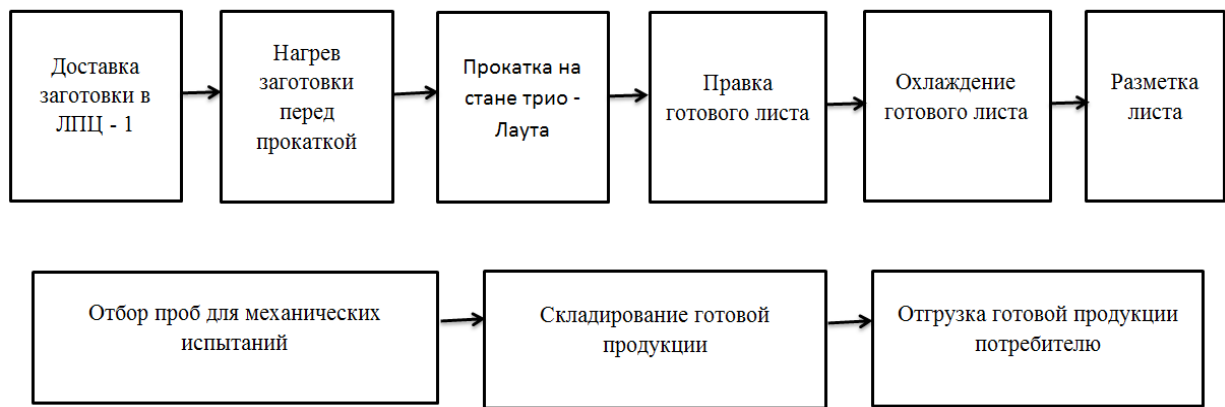 Доставка
заготовки в
ЛПЦ - 1
Нагрев
заготовки
перед
прокаткой
Прокатка на
стане трио -
Лаута
Правка
готового листа
Охлаждение
готового листа
Разметка
листа
Отбор проб для механических
испытаний
Складирование готовой
продукции
Отгрузка готовой продукции
потребителю